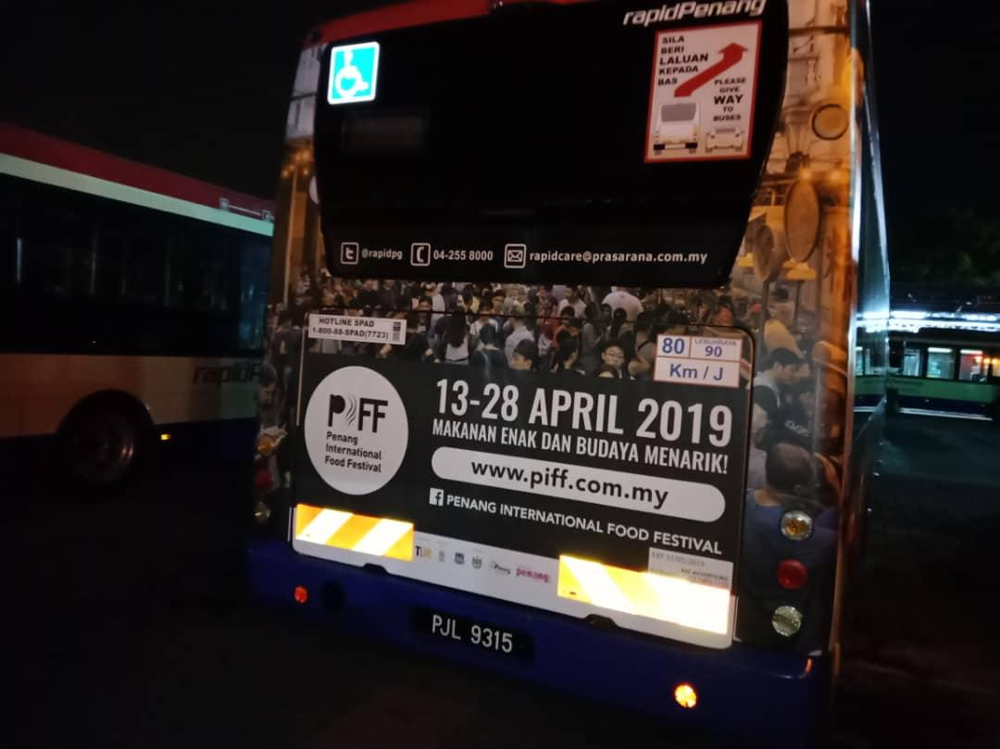 rapidPenang
SILA
BERI
LALUAN
KEPADA
BAS
PLEASE
GIVE
WAY
TO
BUSES
@rapidpg
04-255 8000
rapidcare@prasarana.com.my
HOTLINE SPAD
1-800-88-SPAD(7723)
80
LEBUHRAYA
90
Km / J
PIFF
Penang
International
Food Festival
13-28 APRIL 2019
MAKANAN ENAK DAN BUDAYA MENARIK!
www.piff.com.my
PENANG INTERNATIONAL FOOD FESTIVAL
penang
EXP 31/05/2019
PJL 9315
rapidP